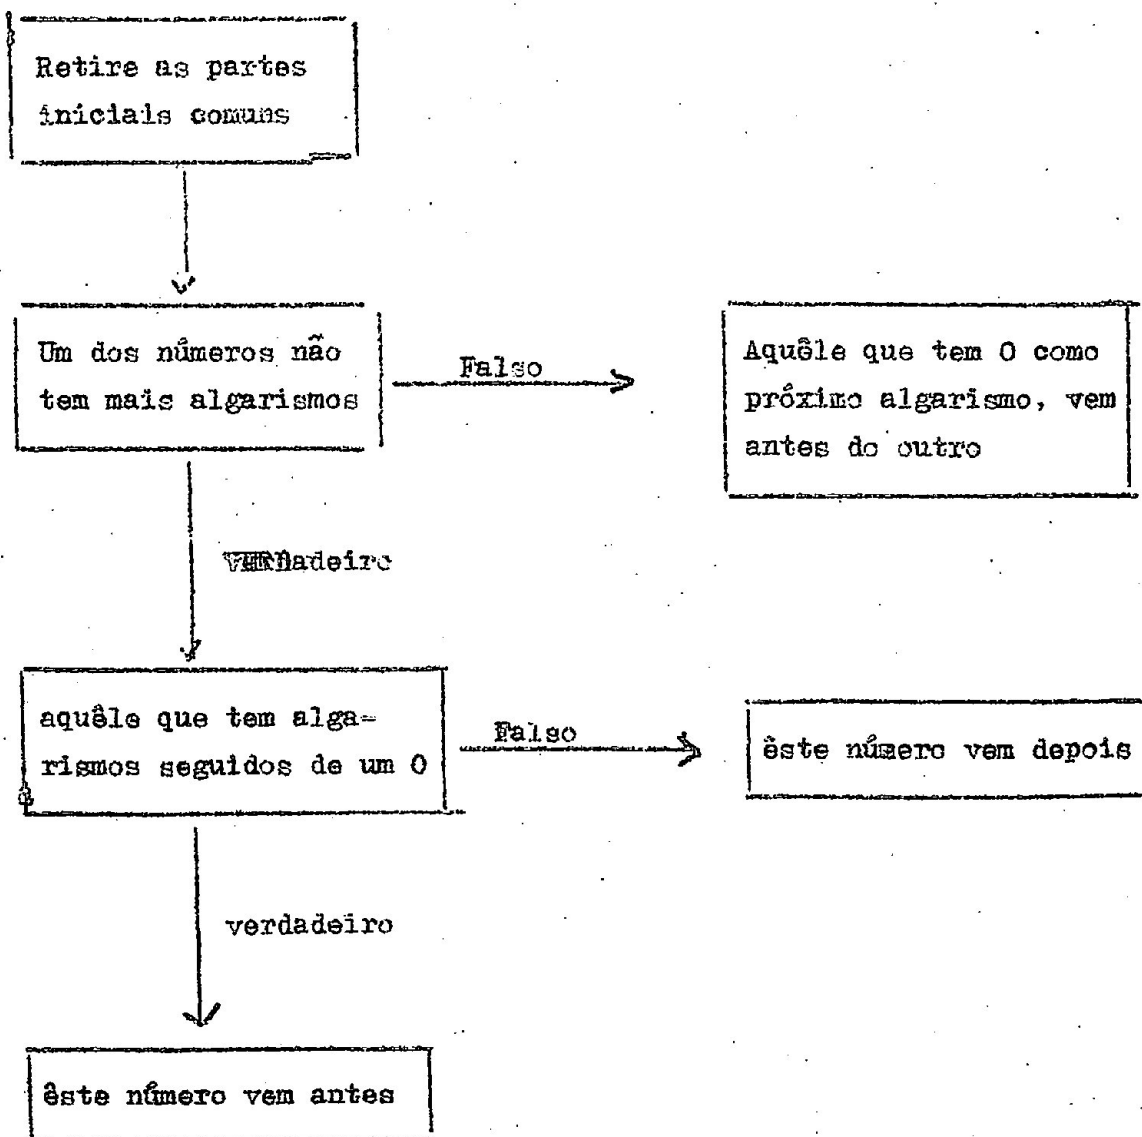 Retire as partes
iniciais comuns
Um dos números não
tem mais algarismos
Falso
Aquêle que tem 0 como
próximo algarismo, vem
antes do outro
VERdadeiro
aquêle que tem alga-
rismos seguidos de um 0
Falso
êste número vem depois
verdadeiro
êste número vem antes